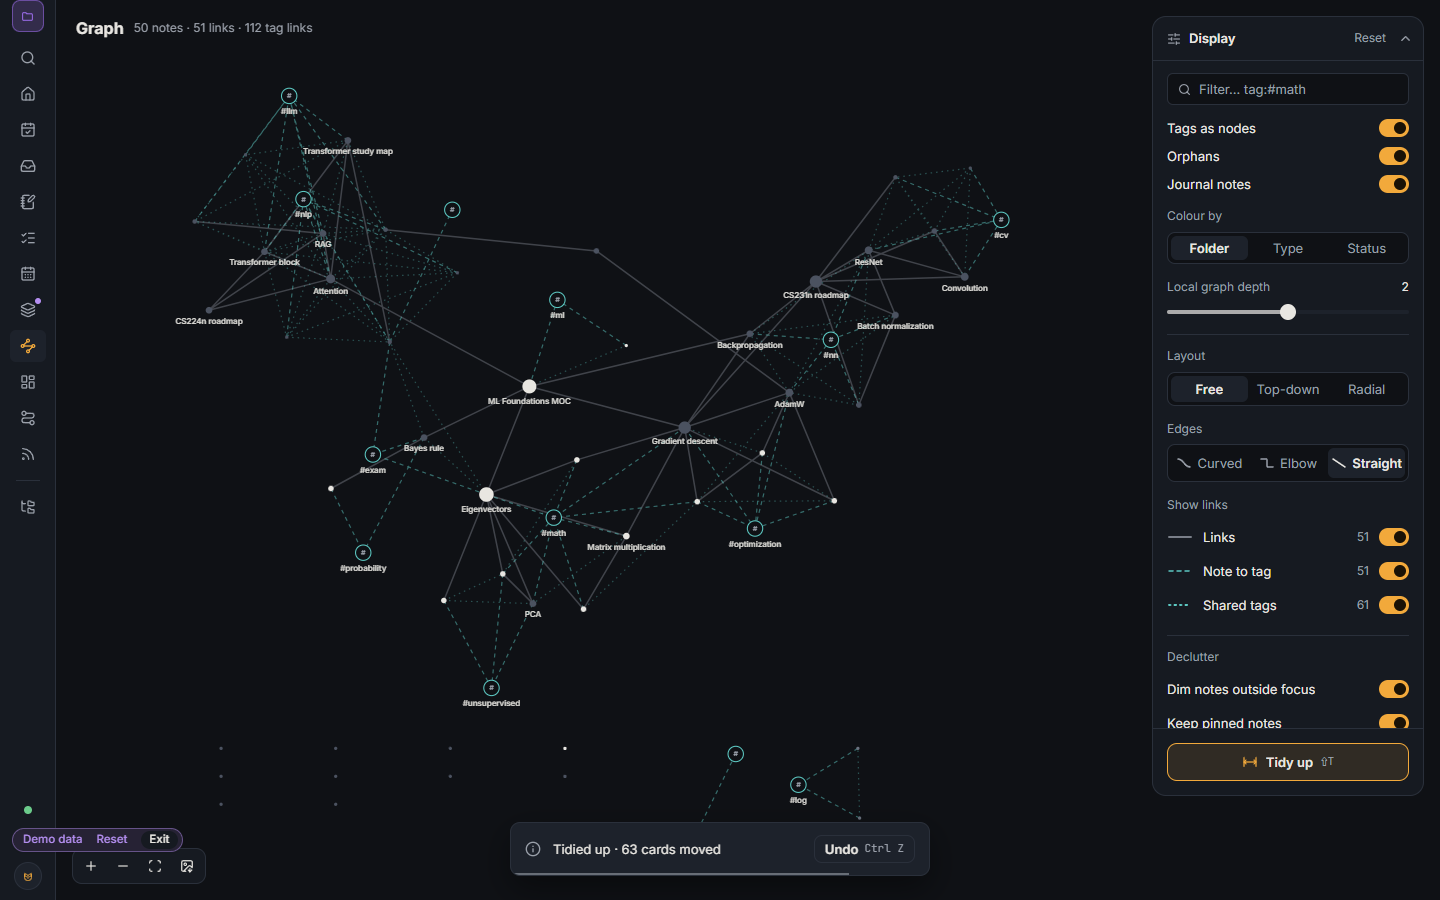 Graph 50 notes · 51 links · 112 tag links
Display Reset
Filter... tag:#math
Tags as nodes
Orphans
Journal notes
Colour by
Folder Type Status
Local graph depth 2
Layout
Free Top-down Radial
Edges
Curved Elbow Straight
Show links
Links 51
Note to tag 51
Shared tags 61
Declutter
Dim notes outside focus
Keep pinned notes
Tidy up ⇧T
#
#llm
Transformer study map
#
#nlp
#
RAG
Transformer block
Attention
CS224n roadmap
#
#cv
ResNet
Convolution
CS231n roadmap
Batch normalization
#
#ml
Backpropagation
#
#nn
ML Foundations MOC
AdamW
Gradient descent
Bayes rule
#
#exam
Eigenvectors
#
#math
Matrix multiplication
#
#optimization
#
#probability
PCA
#
#unsupervised
#
#
#log
Demo data Reset Exit
Tidied up · 63 cards moved Undo Ctrl Z